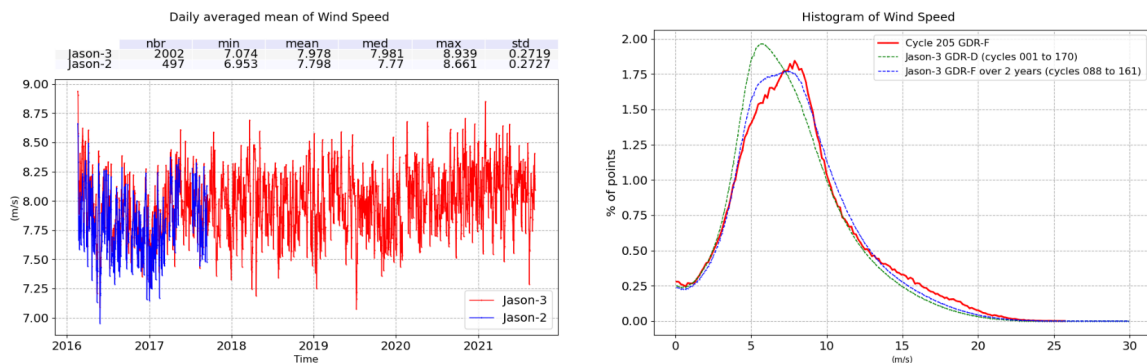 Daily averaged mean of Wind Speed
nbr min mean med max std
Jason-3 2002 7.074 7.978 7.981 8.939 0.2719
Jason-2 497 6.953 7.798 7.77 8.661 0.2727
9.00
8.75
8.50
8.25
8.00
7.75
7.50
7.25
7.00
(m/s)
Jason-3
Jason-2
2016 2017 2018 2019 2020 2021
Time
Histogram of Wind Speed
2.00
1.75
1.50
1.25
1.00
0.75
0.50
0.25
0.00
% of points
Cycle 205 GDR-F
Jason-3 GDR-D (cycles 001 to 170)
Jason-3 GDR-F over 2 years (cycles 088 to 161)
0 5 10 15 20 25 30
(m/s)